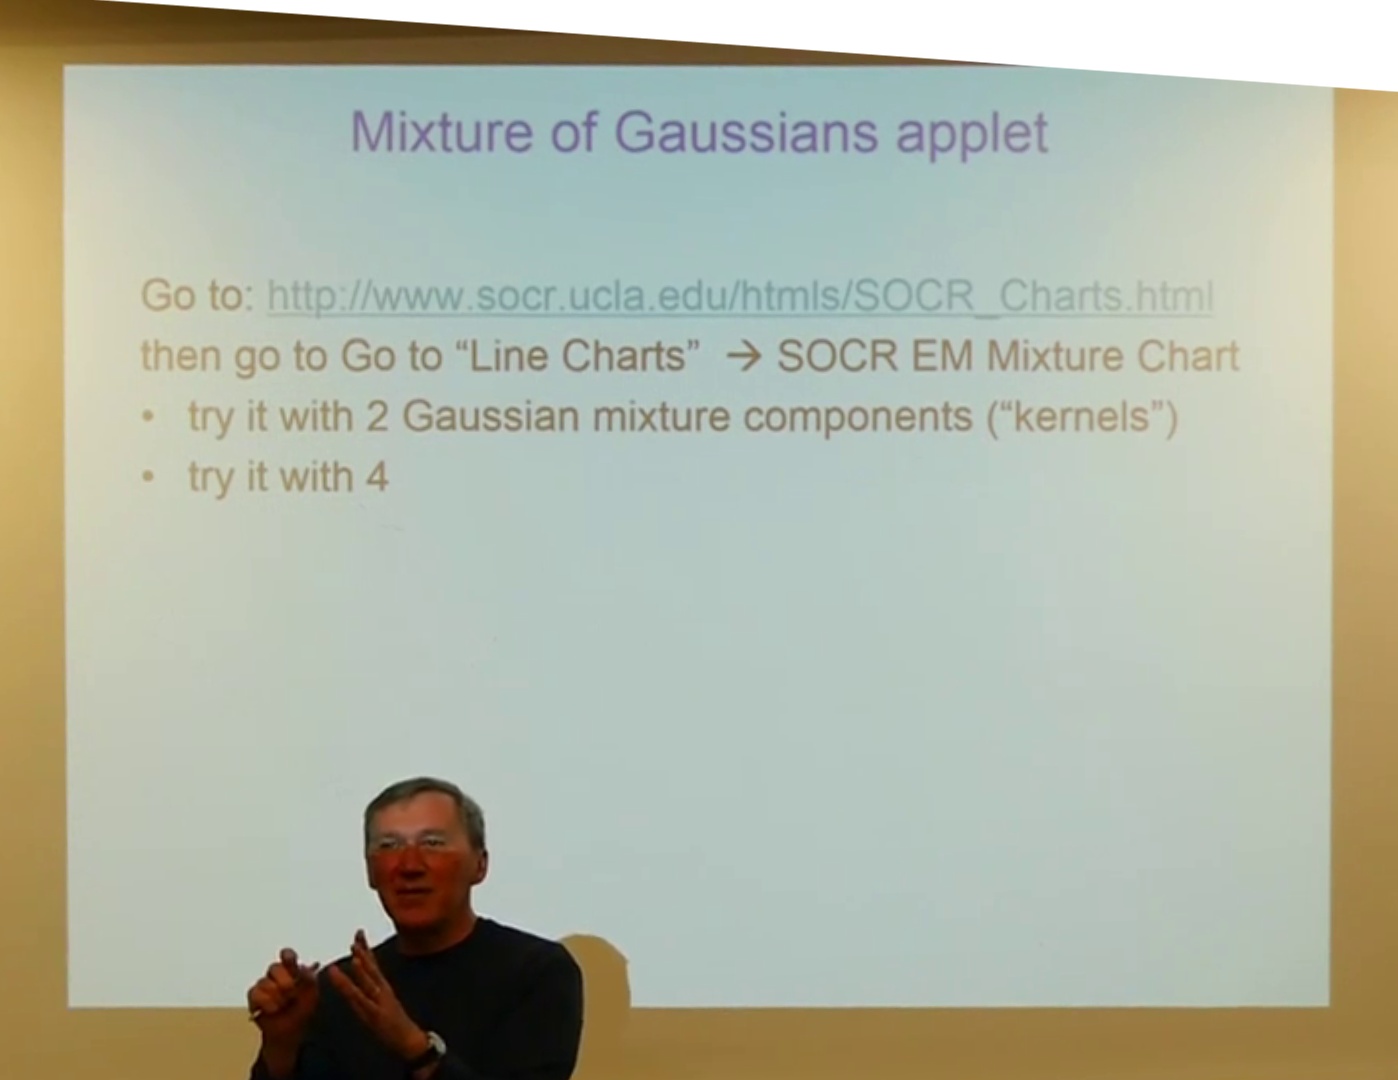 Mixture of Gaussians applet
Go to: http://www.socr.ucla.edu/htmls/SOCR_Charts.html
then go to Go to “Line Charts” → SOCR EM Mixture Chart
• try it with 2 Gaussian mixture components (“kernels”)
• try it with 4